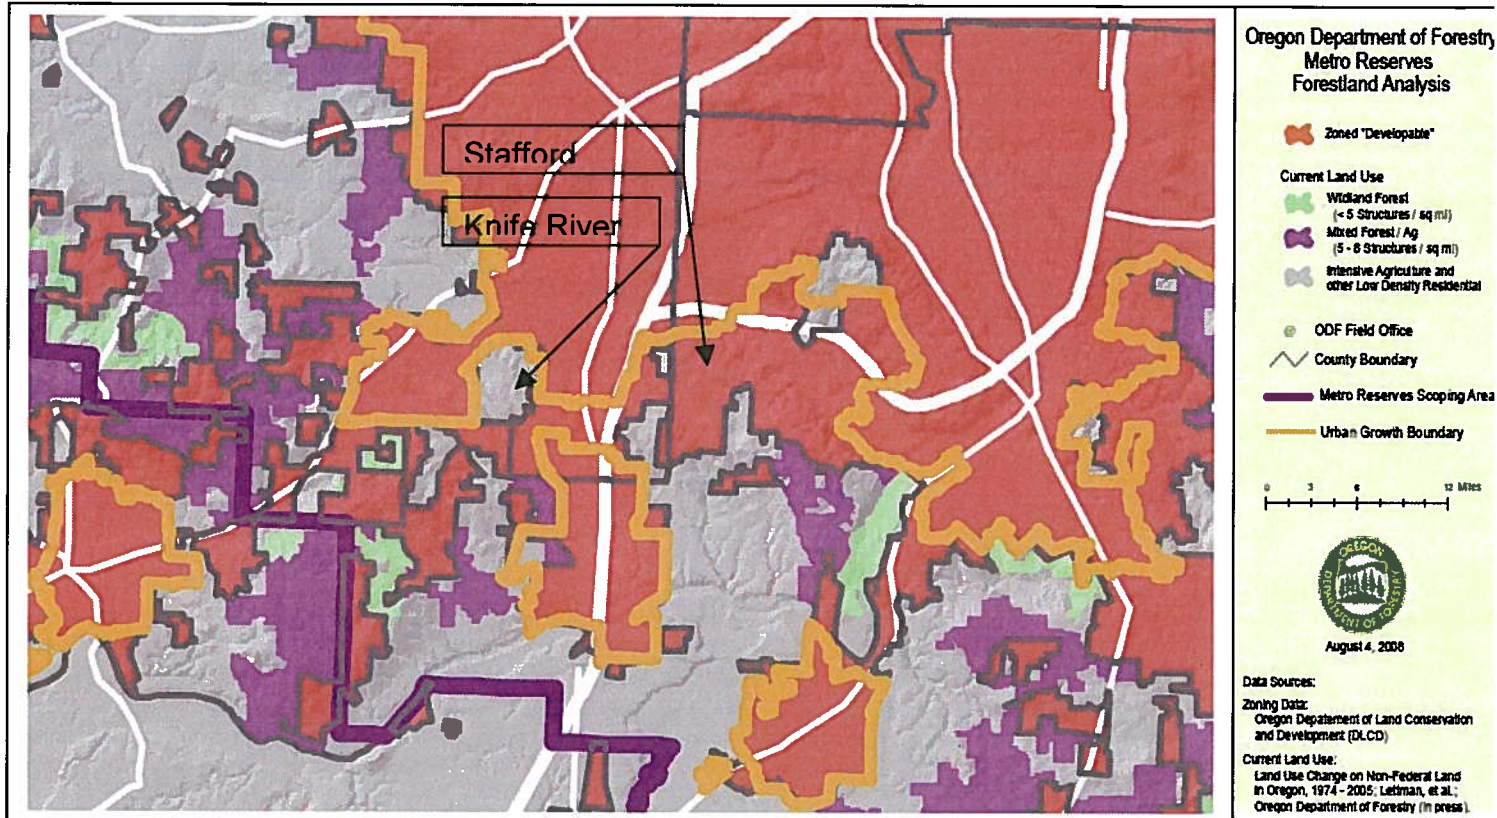 Stafford
Knife River
Oregon Department of Forestry
Metro Reserves
Forestland Analysis
Zoned "Developable"
Current Land Use
Wildland Forest
(< 5 Structures / sq mi)
Mixed Forest / Ag
(5 - 6 Structures / sq mi)
Intensive Agriculture and
other Low Density Residential
ODF Field Office
County Boundary
Metro Reserves Scoping Area
Urban Growth Boundary
0 3 6 12 Miles
OREGON
DEPARTMENT OF FORESTRY
August 4, 2008
Data Sources:
Zoning Data:
Oregon Departement of Land Conservation
and Development (DLCD)
Current Land Use:
Land Use Change on Non-Federal Land
in Oregon, 1974 - 2005; Lettman, et al.;
Oregon Department of Forestry (in press).